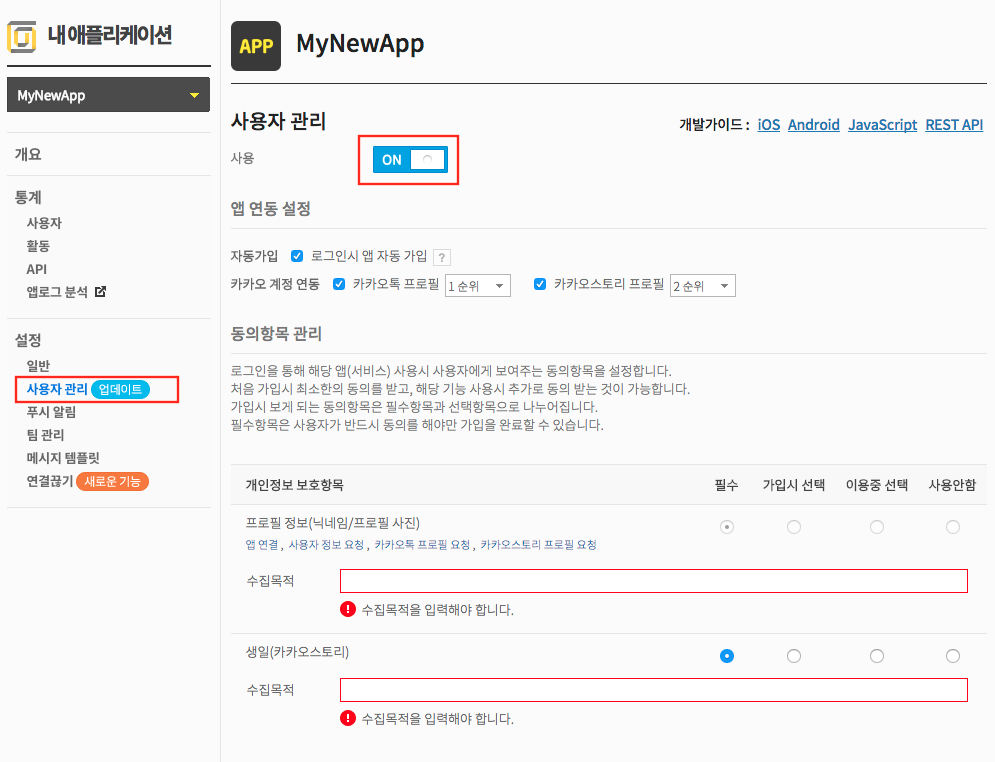 내 애플리케이션
MyNewApp
개요
통계
사용자
활동
API
앱로그 분석
설정
일반
사용자 관리 업데이트
푸시 알림
팀 관리
메시지 템플릿
연결끊기 새로운 기능
APP MyNewApp
사용자 관리
개발가이드 : iOS Android JavaScript REST API
사용 ON
앱 연동 설정
자동가입 로그인시 앱 자동 가입 ?
카카오 계정 연동 카카오톡 프로필 1 순위 카카오스토리 프로필 2 순위
동의항목 관리
로그인을 통해 해당 앱(서비스) 사용시 사용자에게 보여주는 동의항목을 설정합니다.
처음 가입시 최소한의 동의를 받고, 해당 기능 사용시 추가로 동의 받는 것이 가능합니다.
가입시 보게 되는 동의항목은 필수항목과 선택항목으로 나누어집니다.
필수항목은 사용자가 반드시 동의를 해야만 가입을 완료할 수 있습니다.
개인정보 보호항목 필수 가입시 선택 이용중 선택 사용안함
프로필 정보(닉네임/프로필 사진)
앱 연결 , 사용자 정보 요청 , 카카오톡 프로필 요청 , 카카오스토리 프로필 요청
수집목적
수집목적을 입력해야 합니다.
생일(카카오스토리)
수집목적
수집목적을 입력해야 합니다.